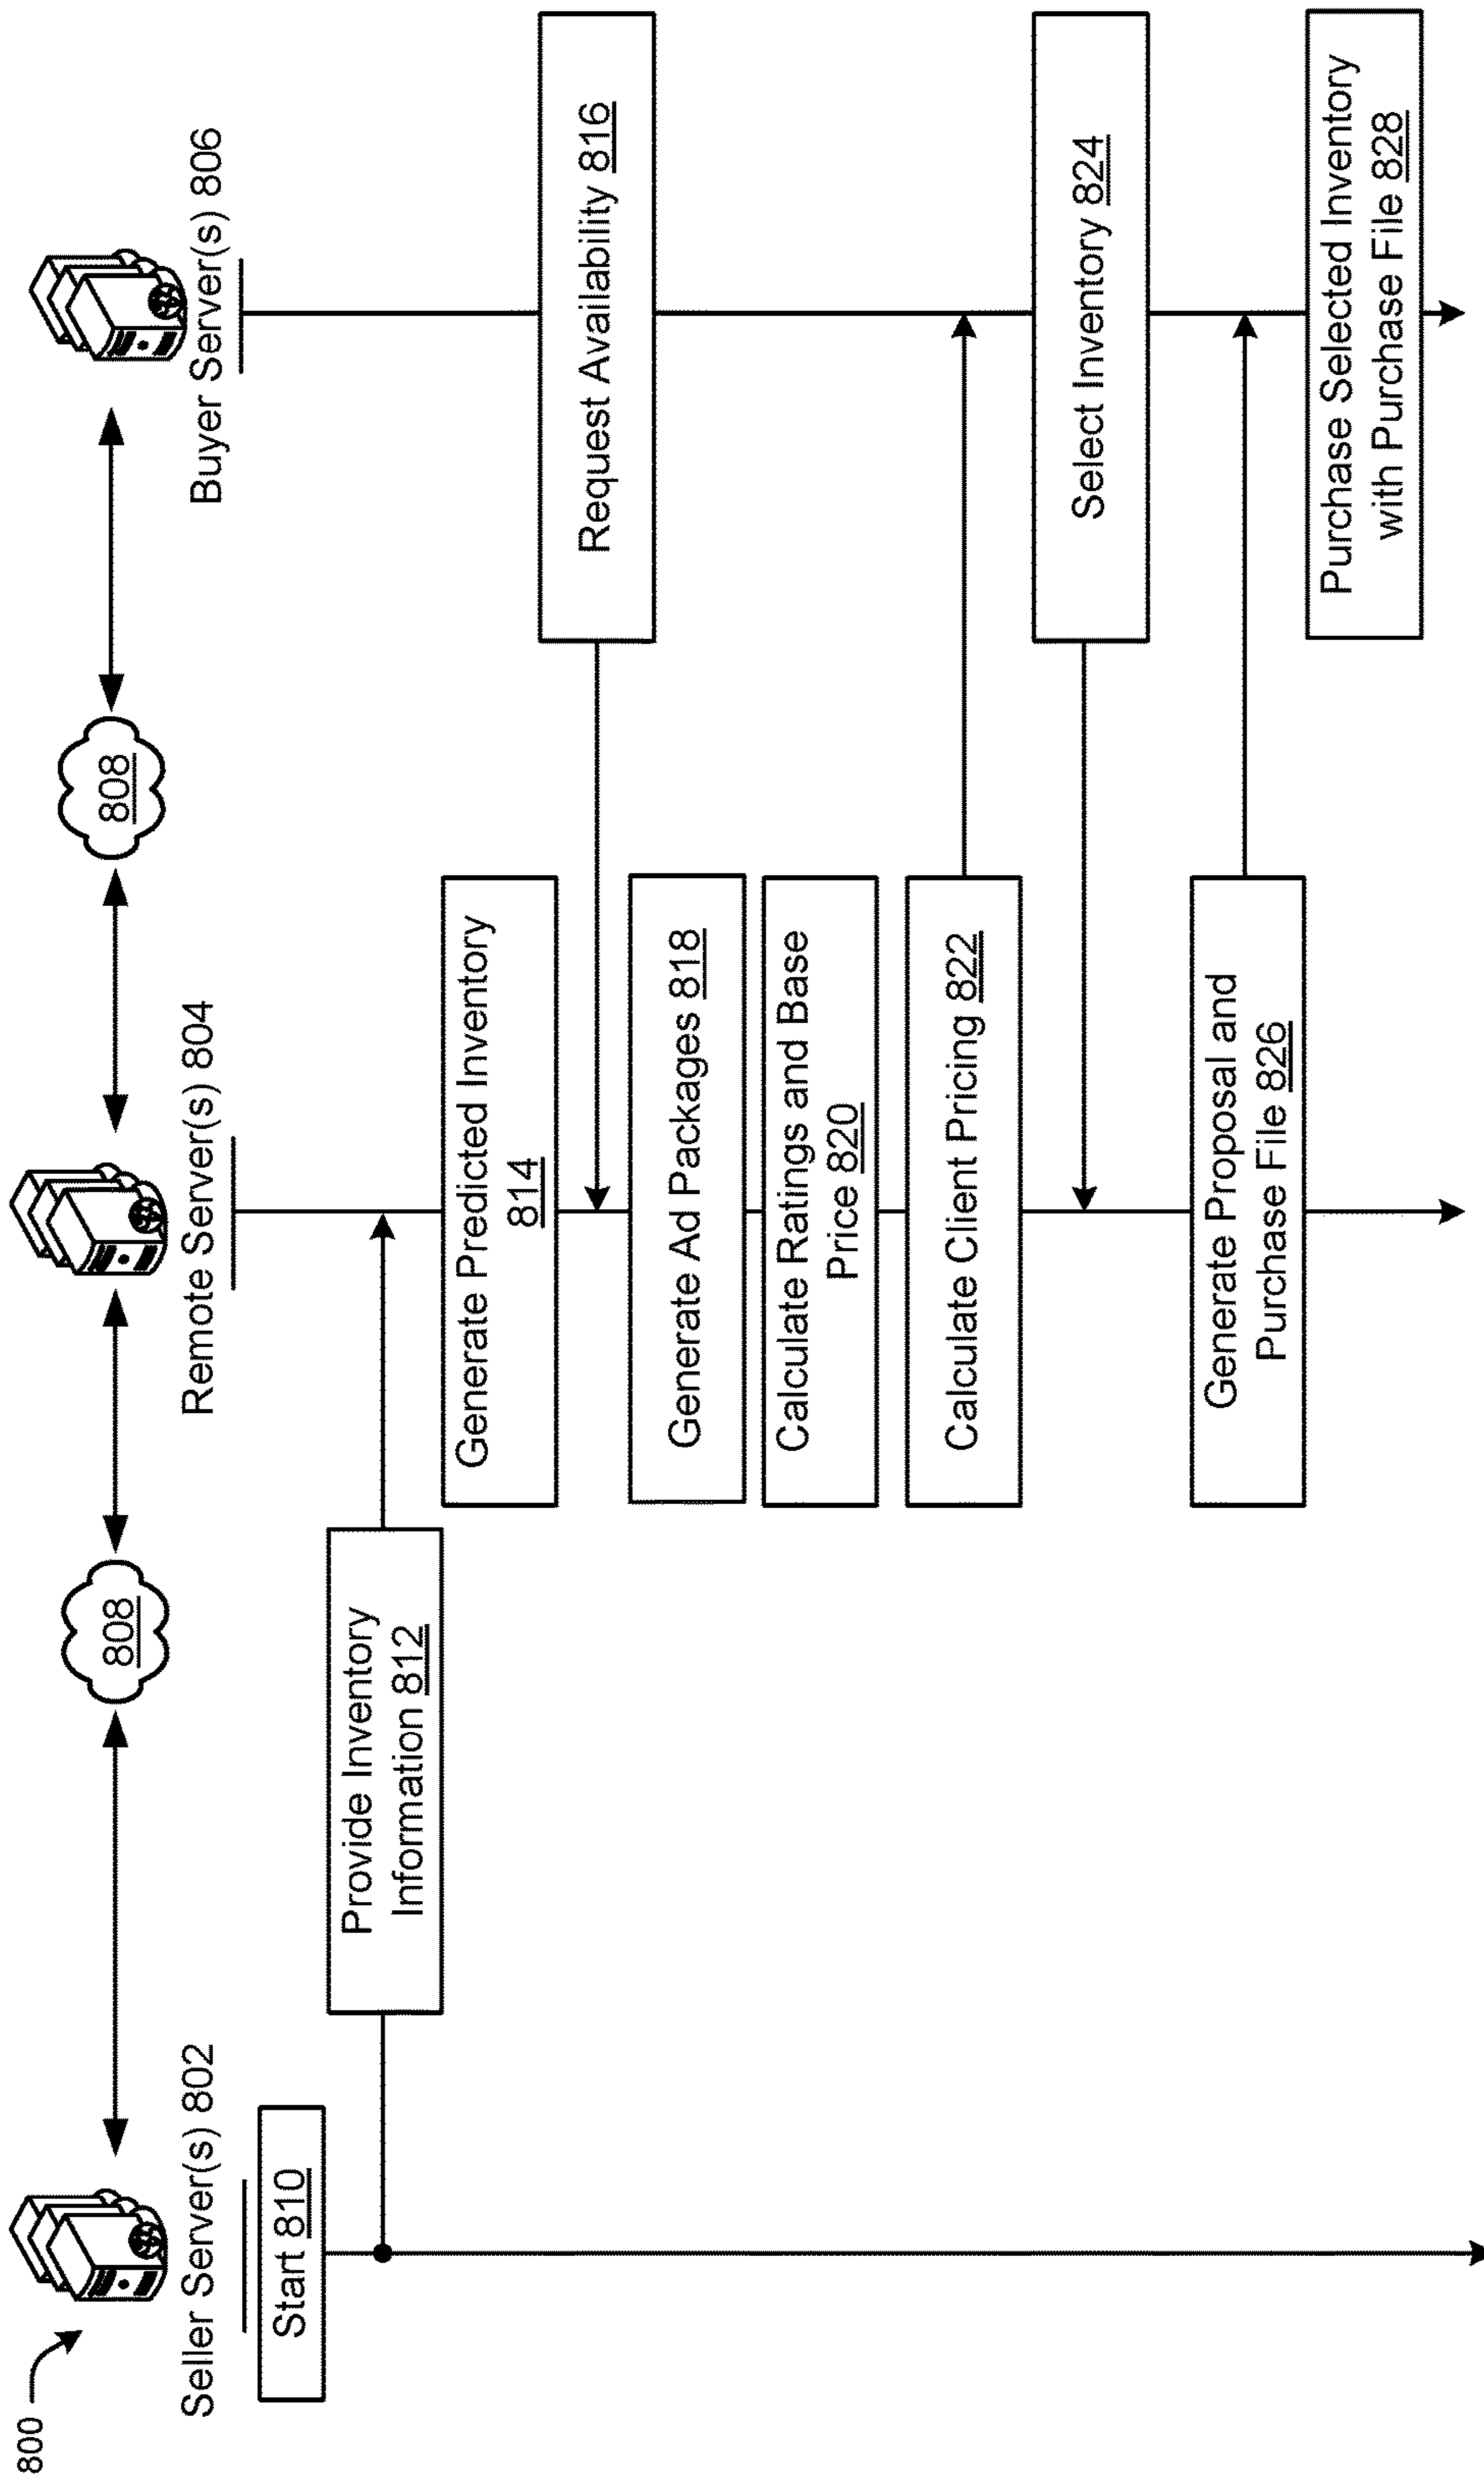 800
Seller Server(s) 802
808
Remote Server(s) 804
808
Buyer Server(s) 806
Start 810
Provide Inventory
Information 812
Generate Predicted Inventory
814
Request Availability 816
Generate Ad Packages 818
Calculate Ratings and Base
Price 820
Calculate Client Pricing 822
Select Inventory 824
Generate Proposal and
Purchase File 826
Purchase Selected Inventory
with Purchase File 828